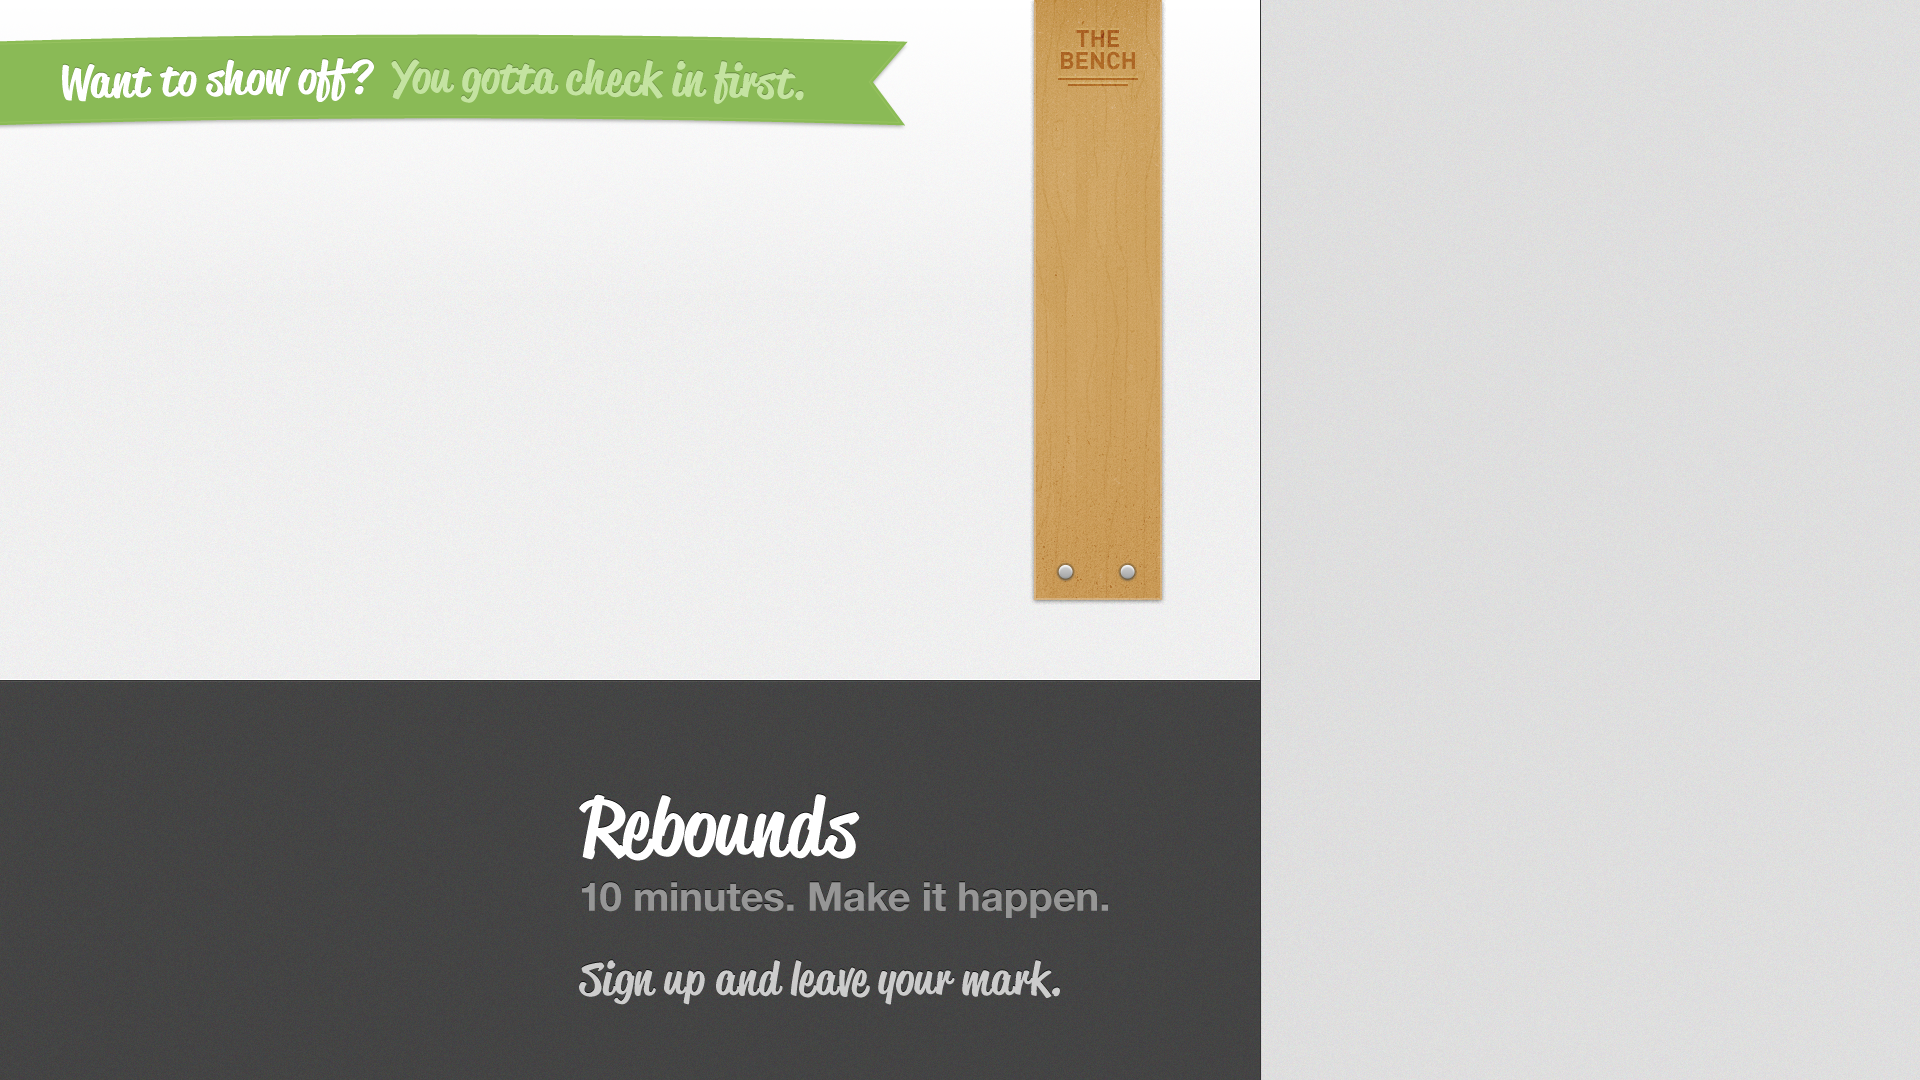 Want to show off? You gotta check in first.
THE
BENCH
Rebounds
10 minutes. Make it happen.
Sign up and leave your mark.